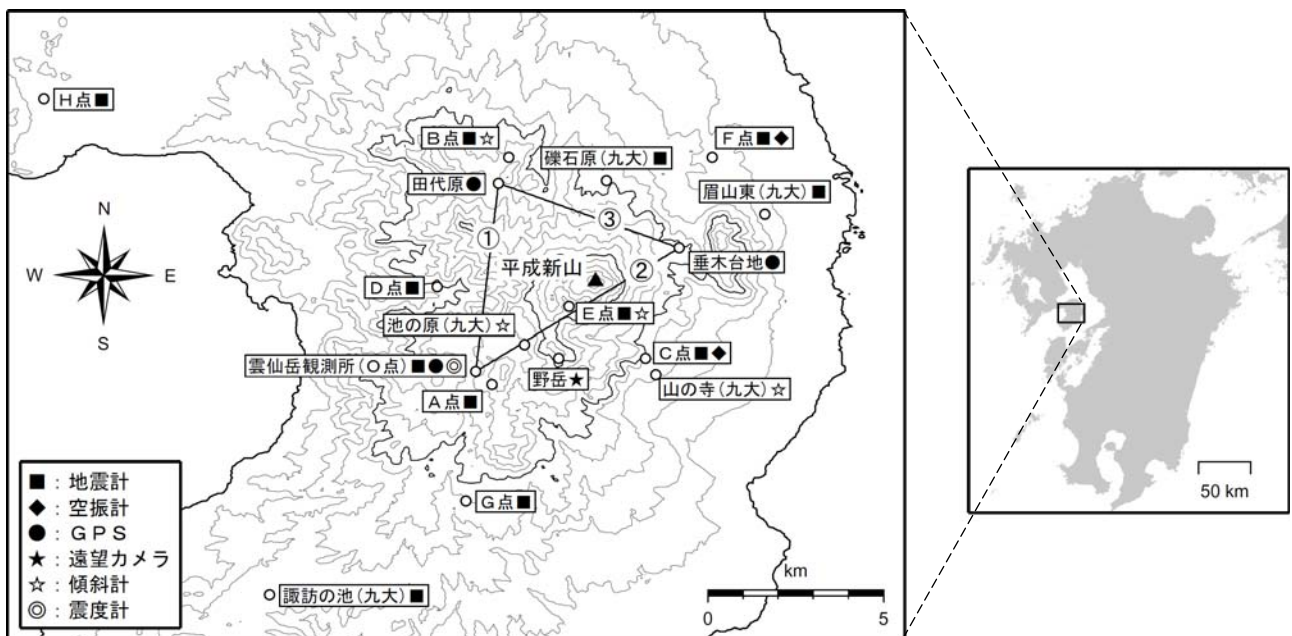 H点■
B点■☆
礫石原(九大)■
F点■◆
田代原●
眉山東(九大)■
N
W
E
S
①
③
②
平成新山
垂木台地●
D点■
E点■☆
池の原(九大)☆
雲仙岳観測所(O点)■●◎
C点■◆
野岳★
山の寺(九大)☆
A点■
G点■
諏訪の池(九大)■
■:地震計
◆:空振計
●:GPS
★:遠望カメラ
☆:傾斜計
◎:震度計
km
0
5
50 km